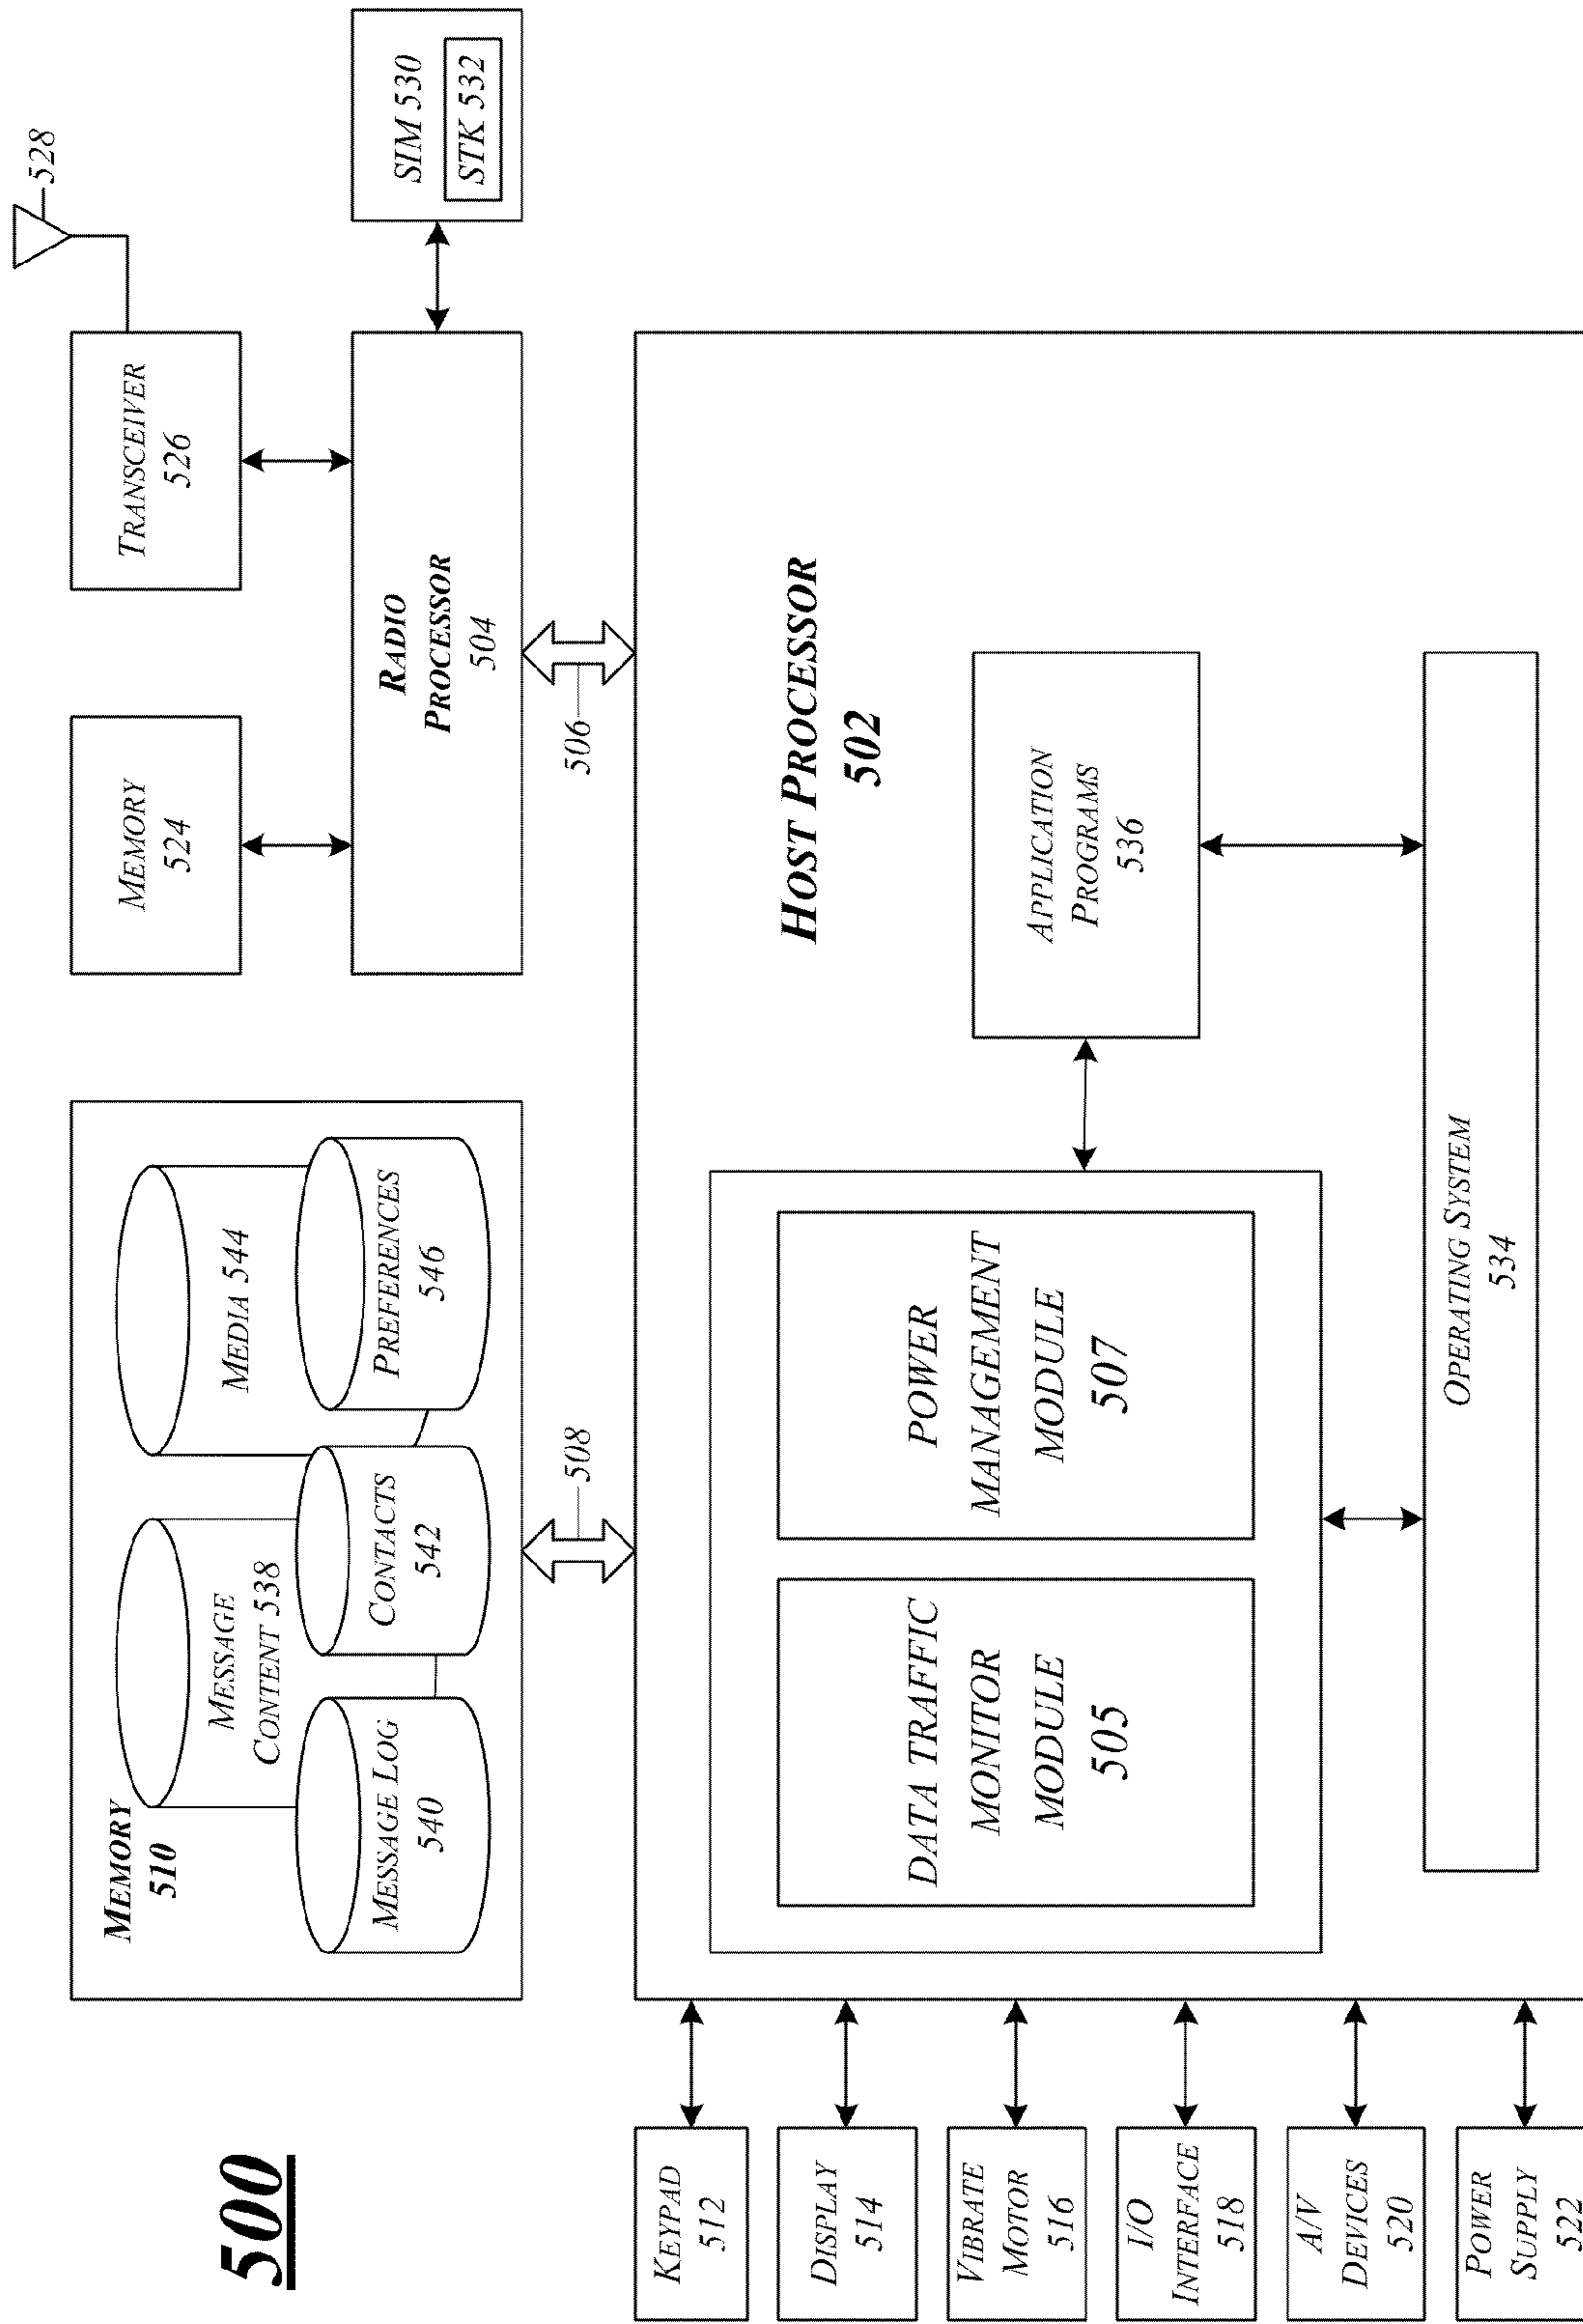 500
MEMORY
510
MESSAGE
CONTENT 538
MEDIA 544
MESSAGE LOG
540
CONTACTS
542
PREFERENCES
546
MEMORY
524
TRANSCEIVER
526
528
RADIO
PROCESSOR
504
SIM 530
STK 532
508
506
KEYPAD
512
DISPLAY
514
VIBRATE
MOTOR
516
I/O
INTERFACE
518
A/V
DEVICES
520
POWER
SUPPLY
522
HOST PROCESSOR
502
DATA TRAFFIC
MONITOR
MODULE
505
POWER
MANAGEMENT
MODULE
507
APPLICATION
PROGRAMS
536
OPERATING SYSTEM
534